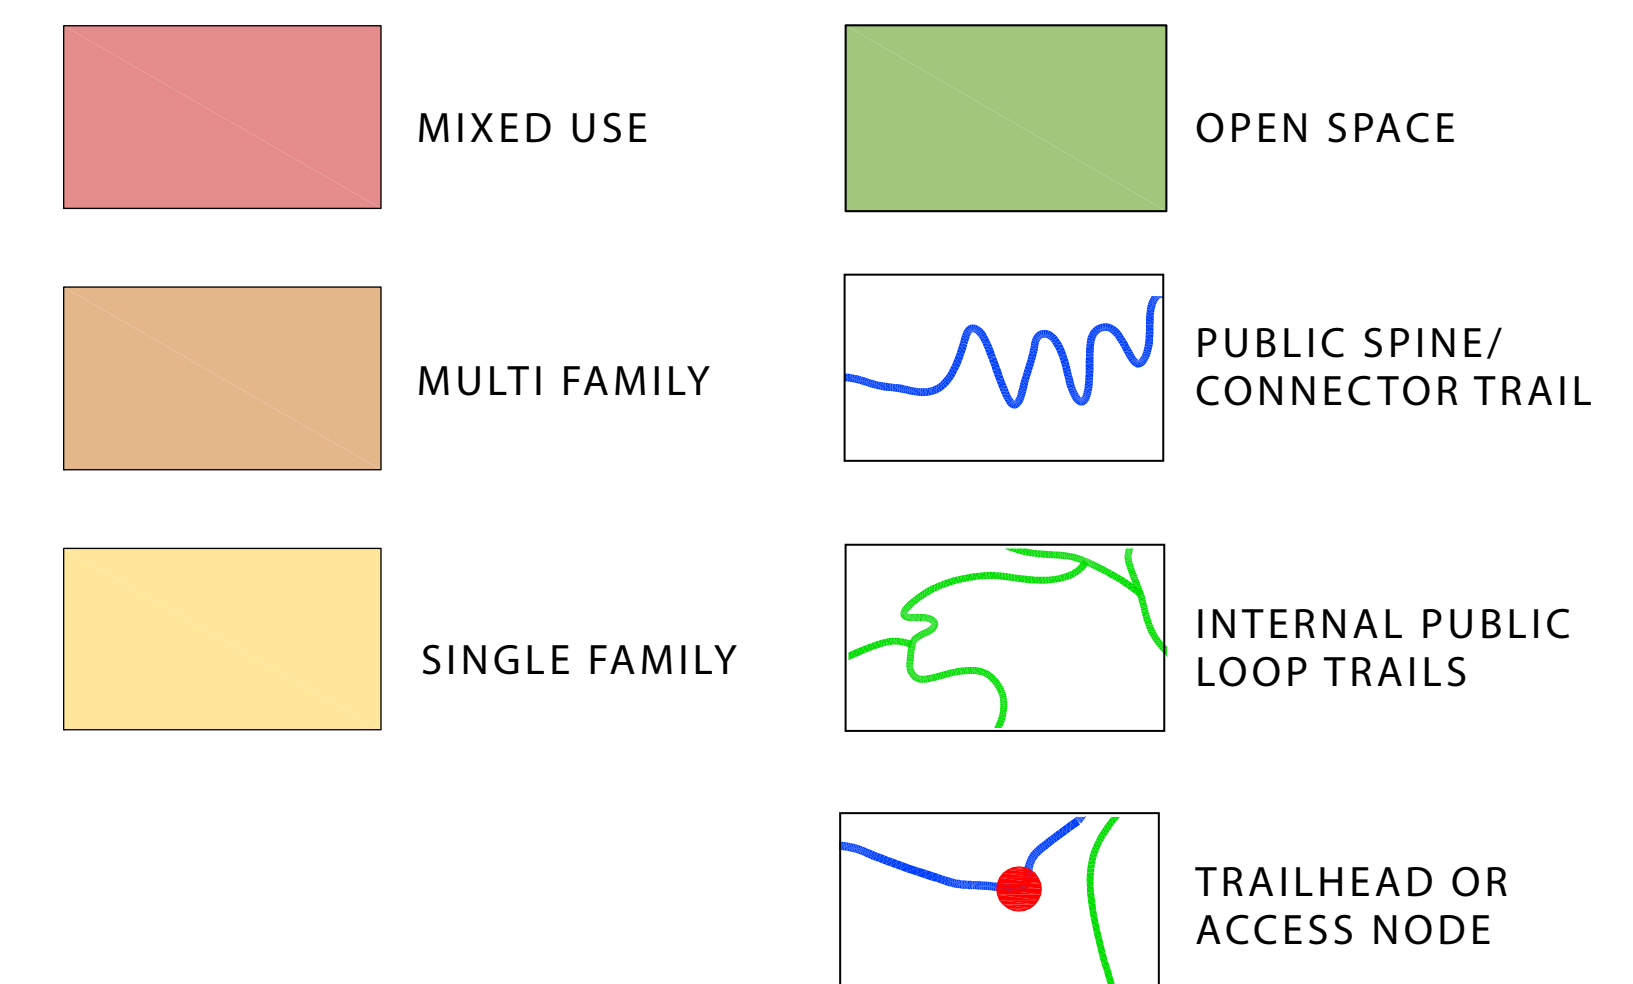 MIXED USE
MULTI FAMILY
SINGLE FAMILY
OPEN SPACE
PUBLIC SPINE/
CONNECTOR TRAIL
INTERNAL PUBLIC
LOOP TRAILS
TRAILHEAD OR
ACCESS NODE